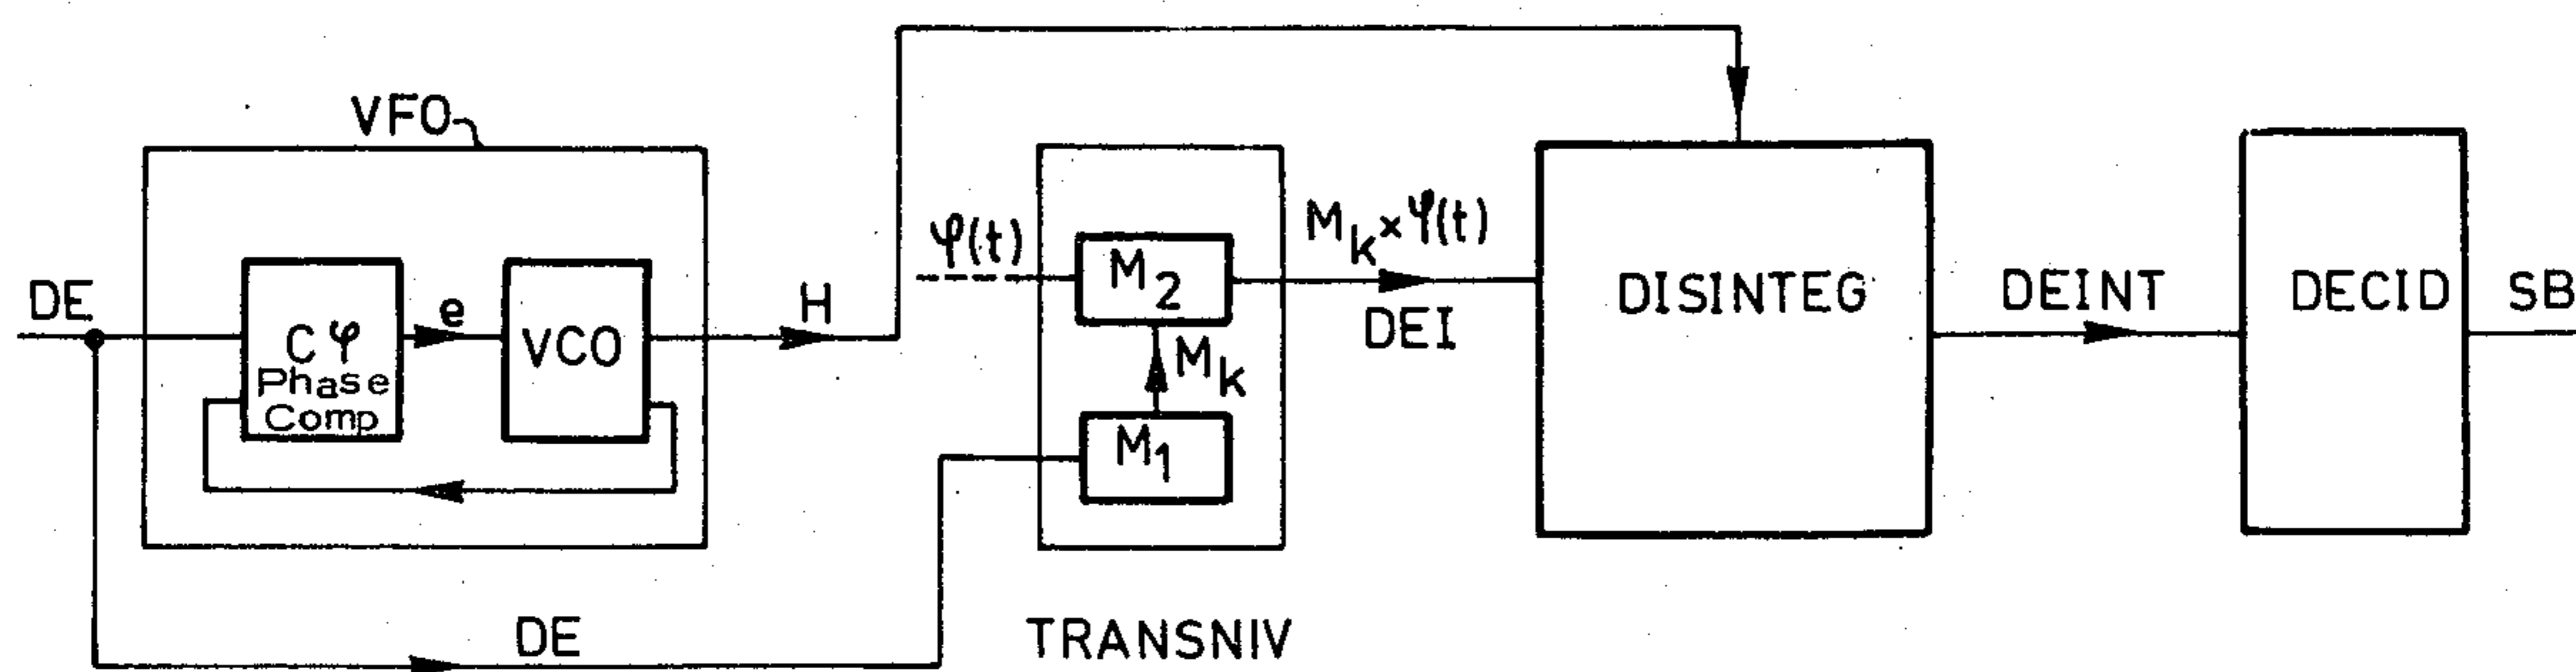 VFO
DE
Cφ
Phase
Comp
e
VCO
H
φ(t)
M2
Mk
M1
Mk×φ(t)
DEI
DISINTEG
DEINT
DECID
SB
DE
TRANSNIV